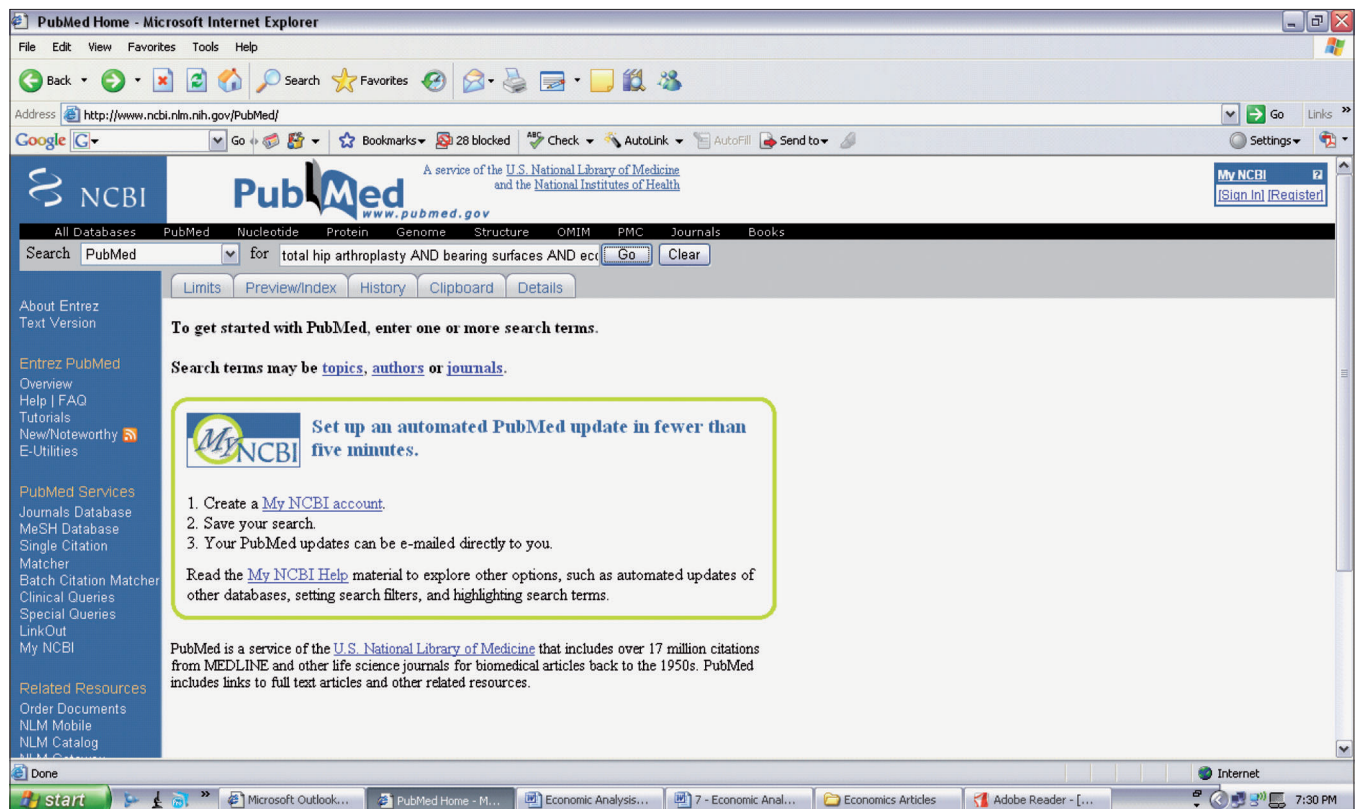 PubMed Home - Microsoft Internet Explorer
File Edit View Favorites Tools Help
Back Search Favorites
Address http://www.ncbi.nlm.nih.gov/PubMed/ Go Links »
Google G Go Bookmarks 28 blocked ABC Check AutoLink AutoFill Send to Settings
NCBI
PubMed
www.pubmed.gov
A service of the U.S. National Library of Medicine
and the National Institutes of Health
My NCBI ?
[Sign In] [Register]
All Databases PubMed Nucleotide Protein Genome Structure OMIM PMC Journals Books
Search PubMed for total hip arthroplasty AND bearing surfaces AND ecc Go Clear
Limits Preview/Index History Clipboard Details
About Entrez
Text Version
Entrez PubMed
Overview
Help | FAQ
Tutorials
New/Noteworthy
E-Utilities
PubMed Services
Journals Database
MeSH Database
Single Citation
Matcher
Batch Citation Matcher
Clinical Queries
Special Queries
LinkOut
My NCBI
Related Resources
Order Documents
NLM Mobile
NLM Catalog
To get started with PubMed, enter one or more search terms.
Search terms may be topics, authors or journals.
My NCBI
Set up an automated PubMed update in fewer than
five minutes.
1. Create a My NCBI account.
2. Save your search.
3. Your PubMed updates can be e-mailed directly to you.
Read the My NCBI Help material to explore other options, such as automated updates of
other databases, setting search filters, and highlighting search terms.
PubMed is a service of the U.S. National Library of Medicine that includes over 17 million citations
from MEDLINE and other life science journals for biomedical articles back to the 1950s. PubMed
includes links to full text articles and other related resources.
Done Internet
start » Microsoft Outlook... PubMed Home - M... Economic Analysis... 7 - Economic Anal... Economics Articles Adobe Reader - [... 7:30 PM